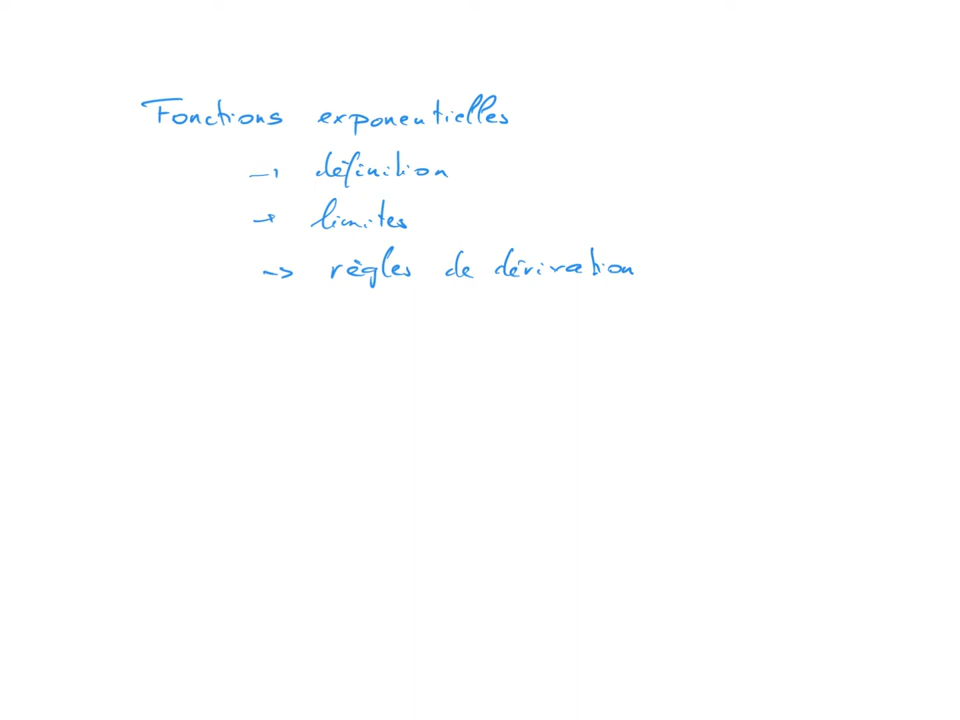 Fonctions exponentielles
→ définition
→ limites
→ règles de dérivation